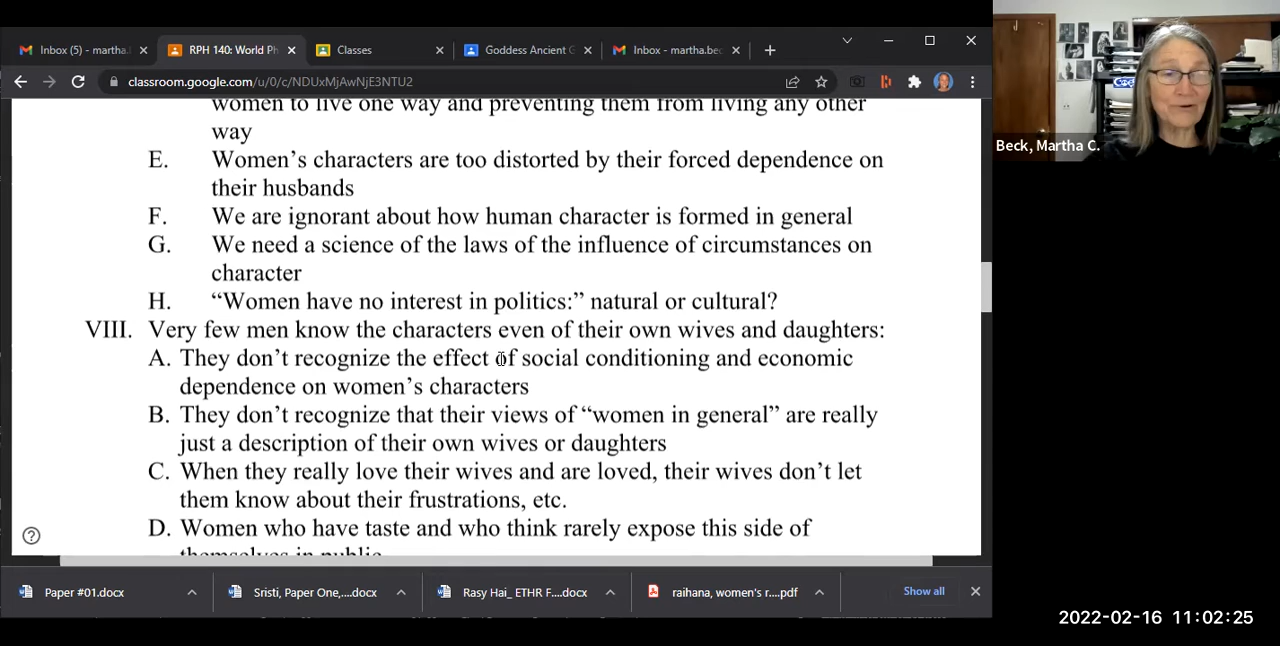 Inbox (5) - martha.
RPH 140: World Ph
Classes
Goddess Ancient G
Inbox - martha.bec
classroom.google.com/u/0/c/NDUxMjAwNjE3NTU2
women to live one way and preventing them from living any other
way
E. Women’s characters are too distorted by their forced dependence on
their husbands
F. We are ignorant about how human character is formed in general
G. We need a science of the laws of the influence of circumstances on
character
H. “Women have no interest in politics:” natural or cultural?
VIII. Very few men know the characters even of their own wives and daughters:
A. They don’t recognize the effect of social conditioning and economic
dependence on women’s characters
B. They don’t recognize that their views of “women in general” are really
just a description of their own wives or daughters
C. When they really love their wives and are loved, their wives don’t let
them know about their frustrations, etc.
D. Women who have taste and who think rarely expose this side of
themselves in public
Paper #01.docx
Sristi, Paper One,....docx
Rasy Hai_ ETHR F....docx
raihana, women's r....pdf
Show all
Beck, Martha C.
2022-02-16 11:02:25